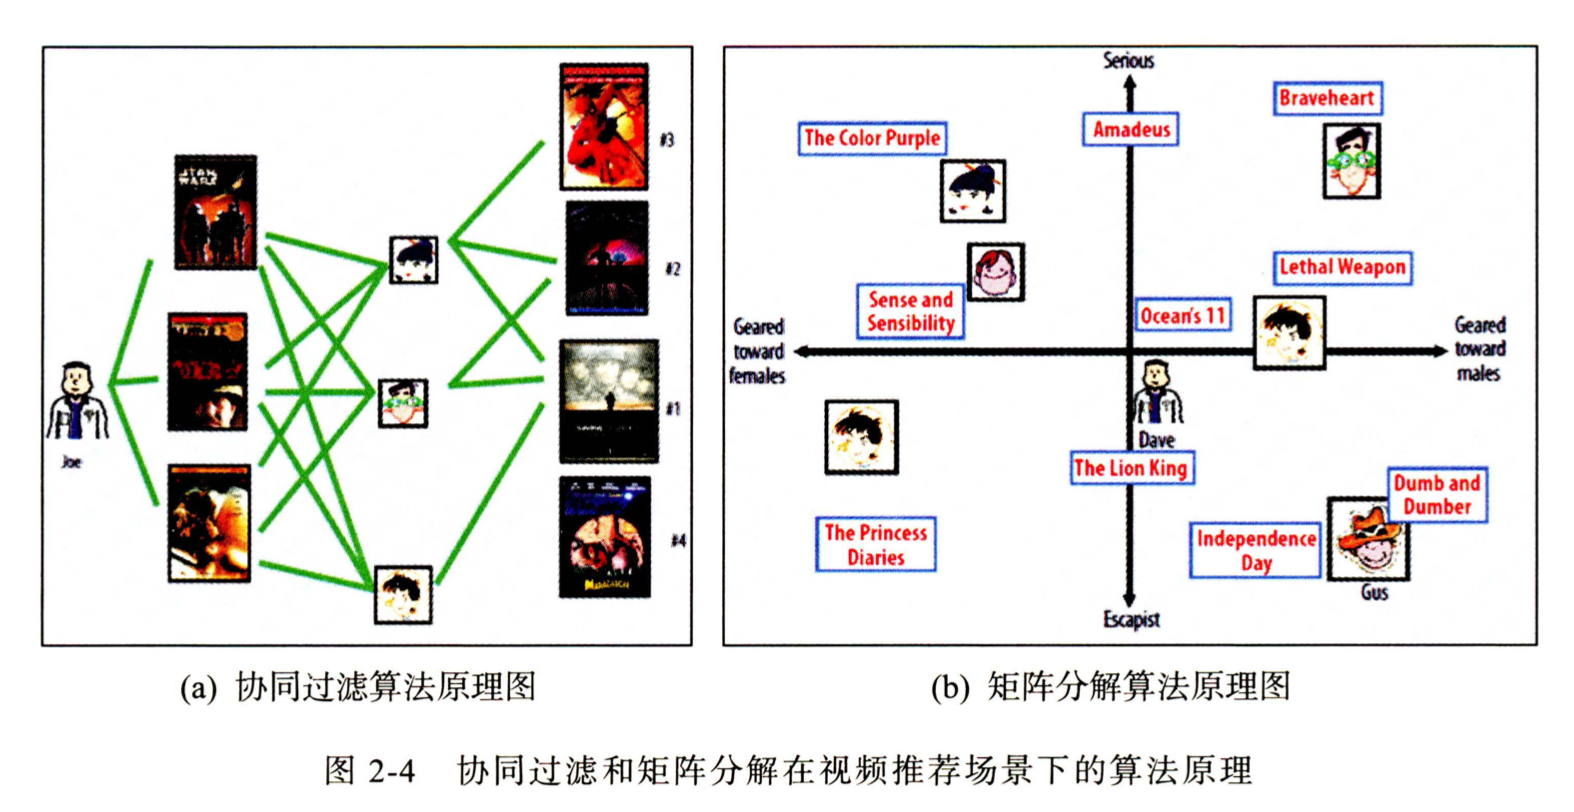 STAR
WARS
#3
#2
#1
#4
Joe
Serious
Braveheart
Amadeus
The Color Purple
Lethal Weapon
Sense and
Sensibility
Ocean's 11
Geared
toward
females
Geared
toward
males
Dave
The Lion King
Dumb and
Dumber
The Princess
Diaries
Independence
Day
Gus
Escapist
(a) 协同过滤算法原理图
(b) 矩阵分解算法原理图
图 2-4 协同过滤和矩阵分解在视频推荐场景下的算法原理